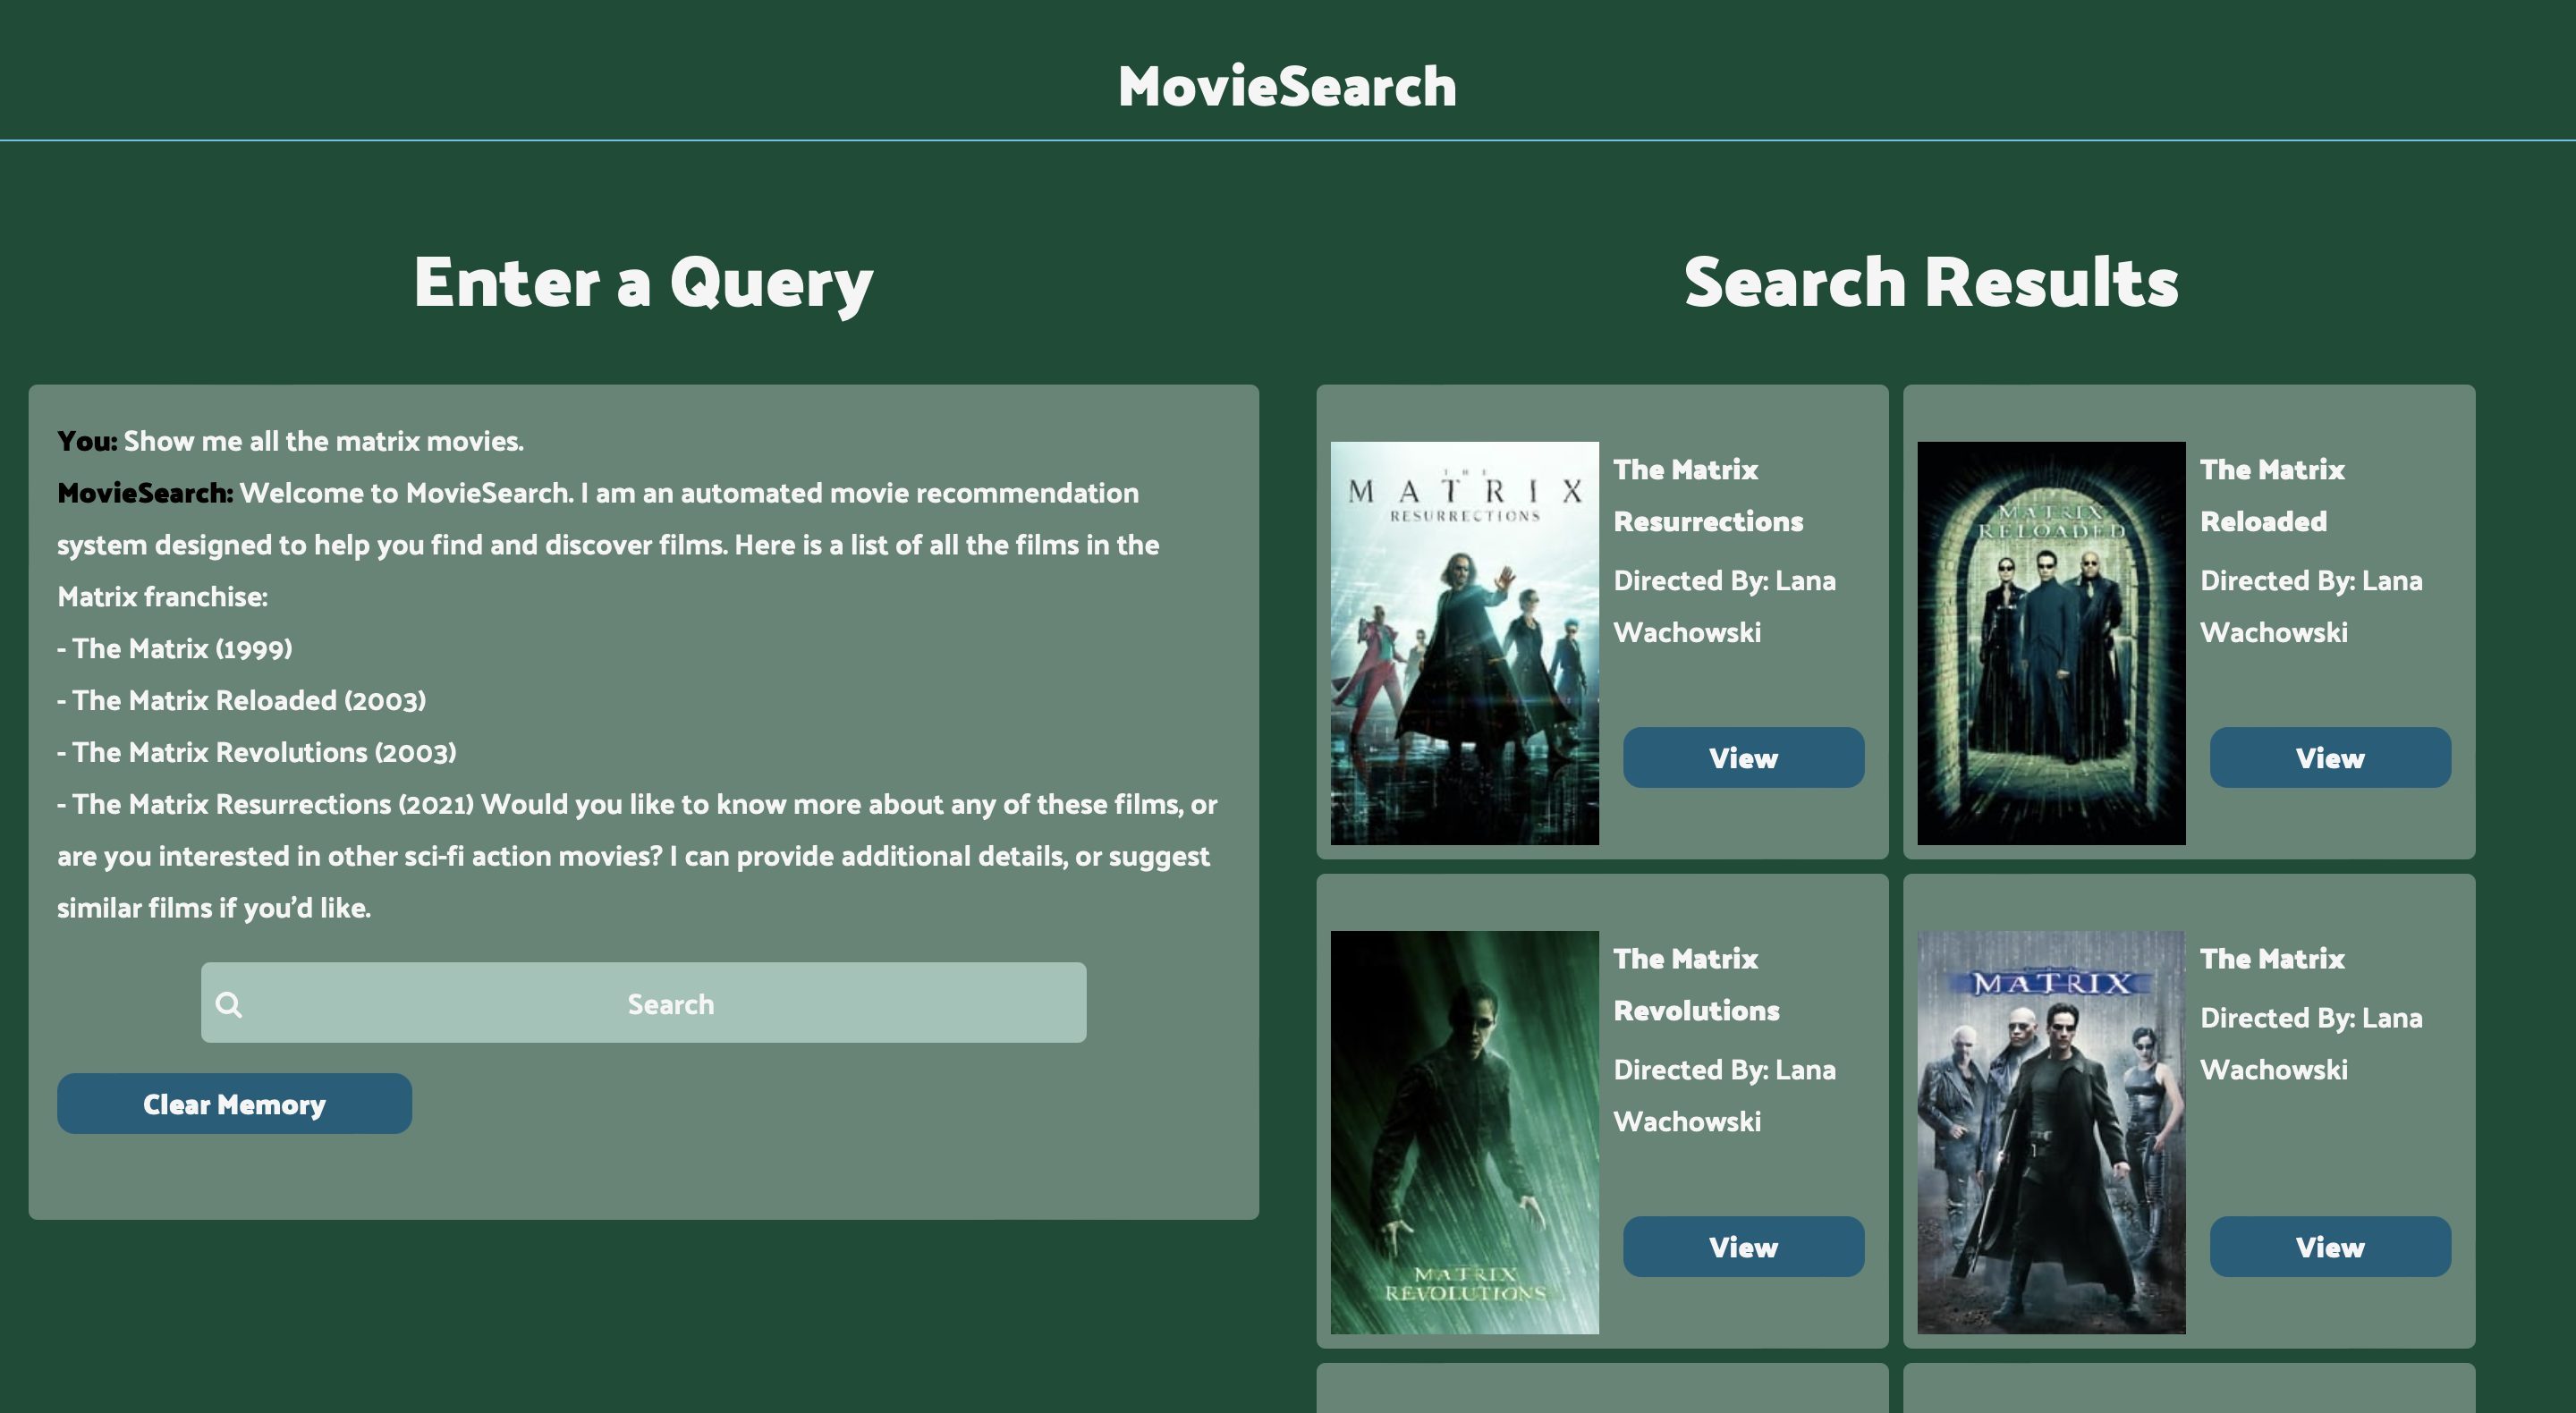 MovieSearch
Enter a Query
You: Show me all the matrix movies.
MovieSearch: Welcome to MovieSearch. I am an automated movie recommendation
system designed to help you find and discover films. Here is a list of all the films in the
Matrix franchise:
- The Matrix (1999)
- The Matrix Reloaded (2003)
- The Matrix Revolutions (2003)
- The Matrix Resurrections (2021) Would you like to know more about any of these films, or
are you interested in other sci-fi action movies? I can provide additional details, or suggest
similar films if you'd like.
Search
Clear Memory
Search Results
THE
MATRIX
RESURRECTIONS
The Matrix
Resurrections
Directed By: Lana
Wachowski
View
MATRIX
RELOADED
The Matrix
Reloaded
Directed By: Lana
Wachowski
View
MATRIX
REVOLUTIONS
The Matrix
Revolutions
Directed By: Lana
Wachowski
View
MATRIX
The Matrix
Directed By: Lana
Wachowski
View